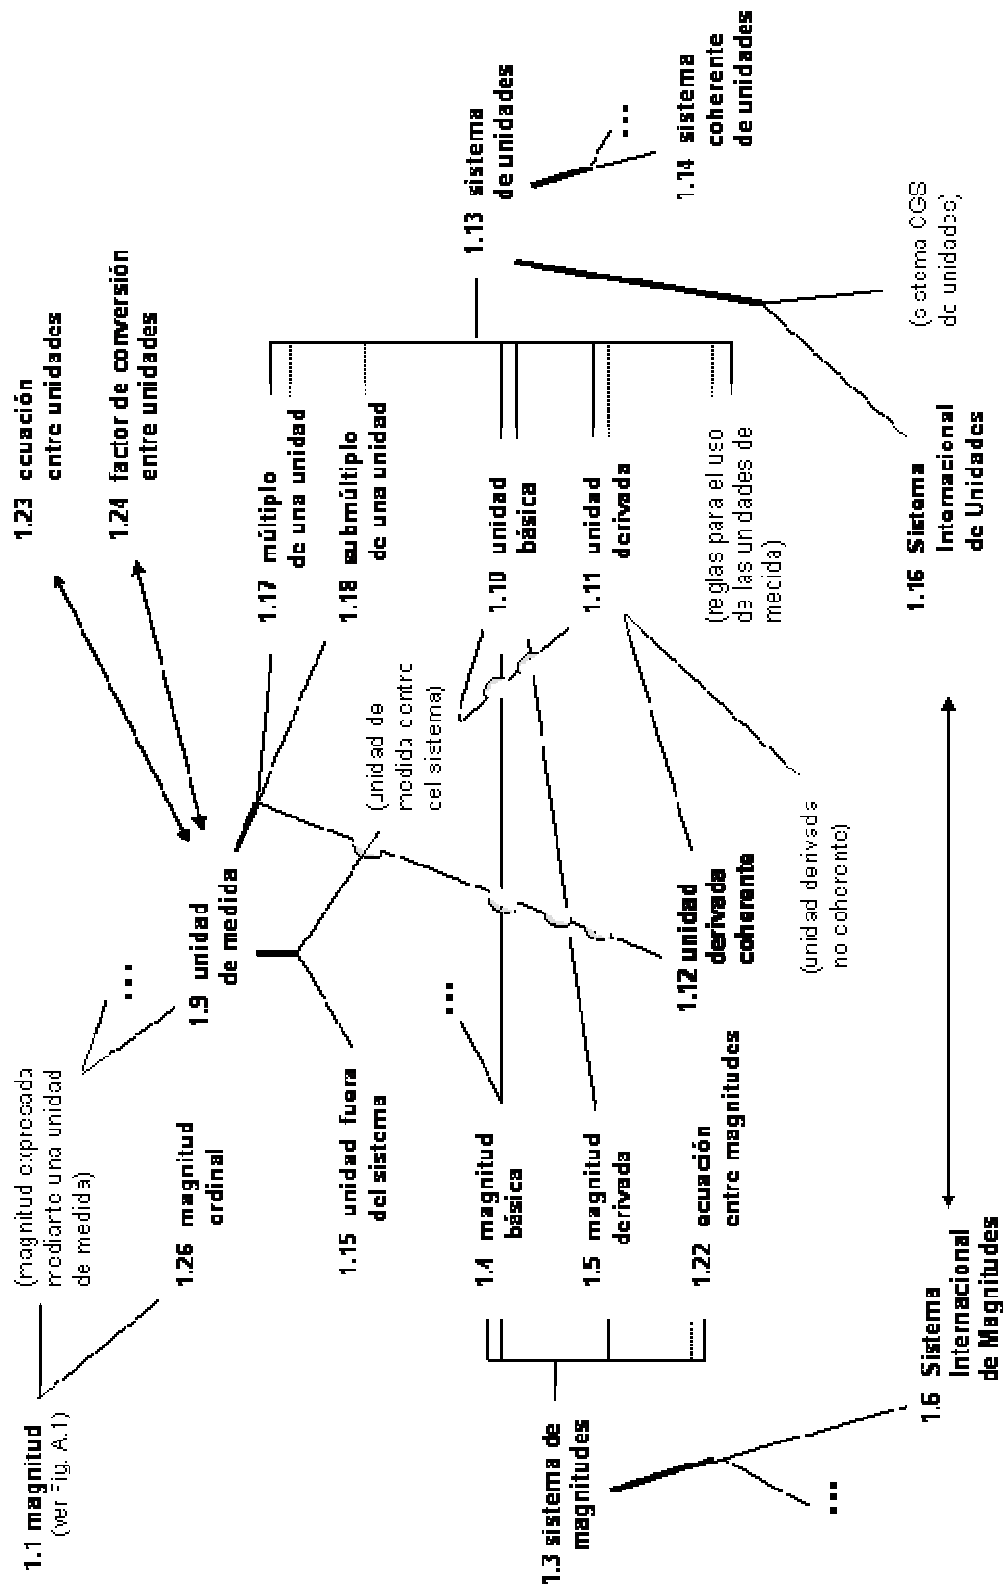 1.1 magnitud
(ver Fig. A.1)
(magnitud expresada
mediante una unidad
de medida)
...
1.26 magnitud
ordinal
1.9 unidad
de medida
1.23 ecuación
entre unidades
1.24 factor de conversión
entre unidades
1.15 unidad fuera
del sistema
(unidad de
medida dentro
del sistema)
1.17 múltiplo
de una unidad
1.18 submúltiplo
de una unidad
1.3 sistema de
magnitudes
1.4 magnitud
básica
...
1.5 magnitud
derivada
1.22 ecuación
entre magnitudes
1.10 unidad
básica
1.11 unidad
derivada
1.12 unidad
derivada
coherente
(unidad derivada
no coherente)
(reglas para el uso
de las unidades de
medida)
1.13 sistema
de unidades
...
1.14 sistema
coherente
de unidades
...
1.6 Sistema
Internacional
de Magnitudes
1.16 Sistema
Internacional
de Unidades
(sistema CGS
de unidades)